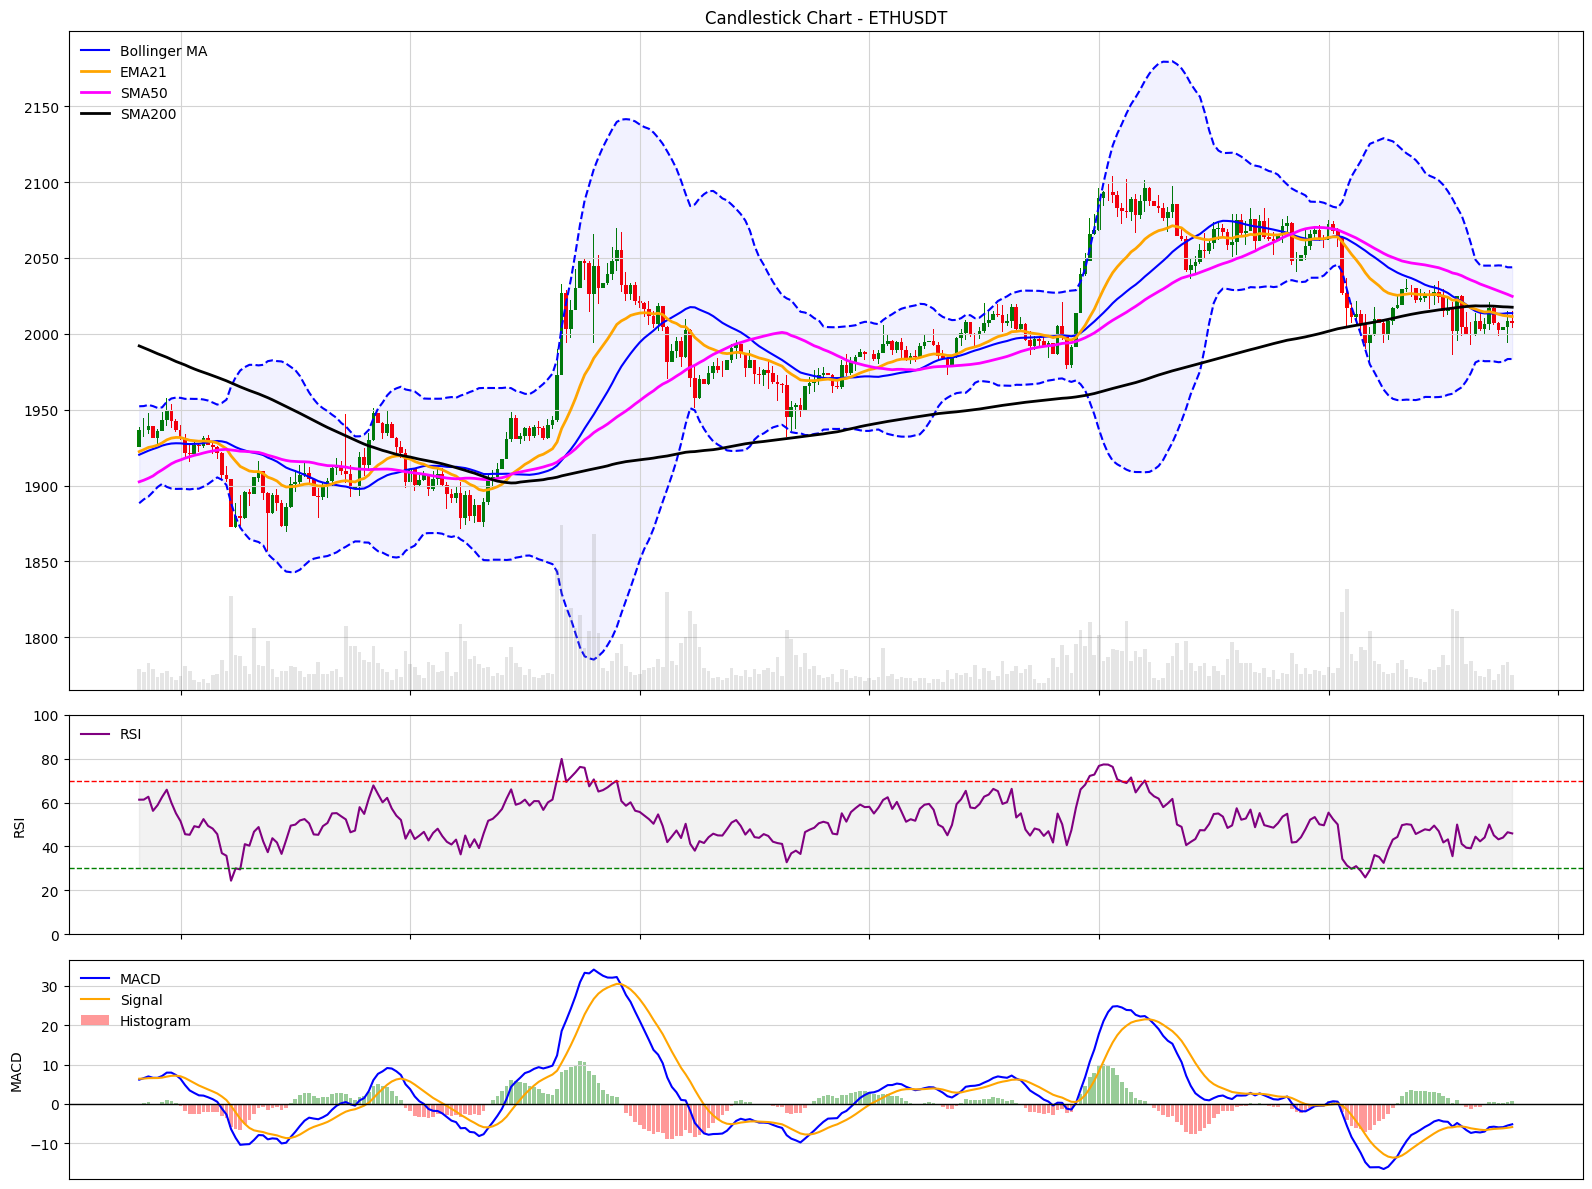 Candlestick Chart - ETHUSDT
Bollinger MA
EMA21
SMA50
SMA200
2150
2100
2050
2000
1950
1900
1850
1800
RSI
100
80
60
40
20
0
RSI
MACD
Signal
Histogram
30
20
10
0
−10
MACD